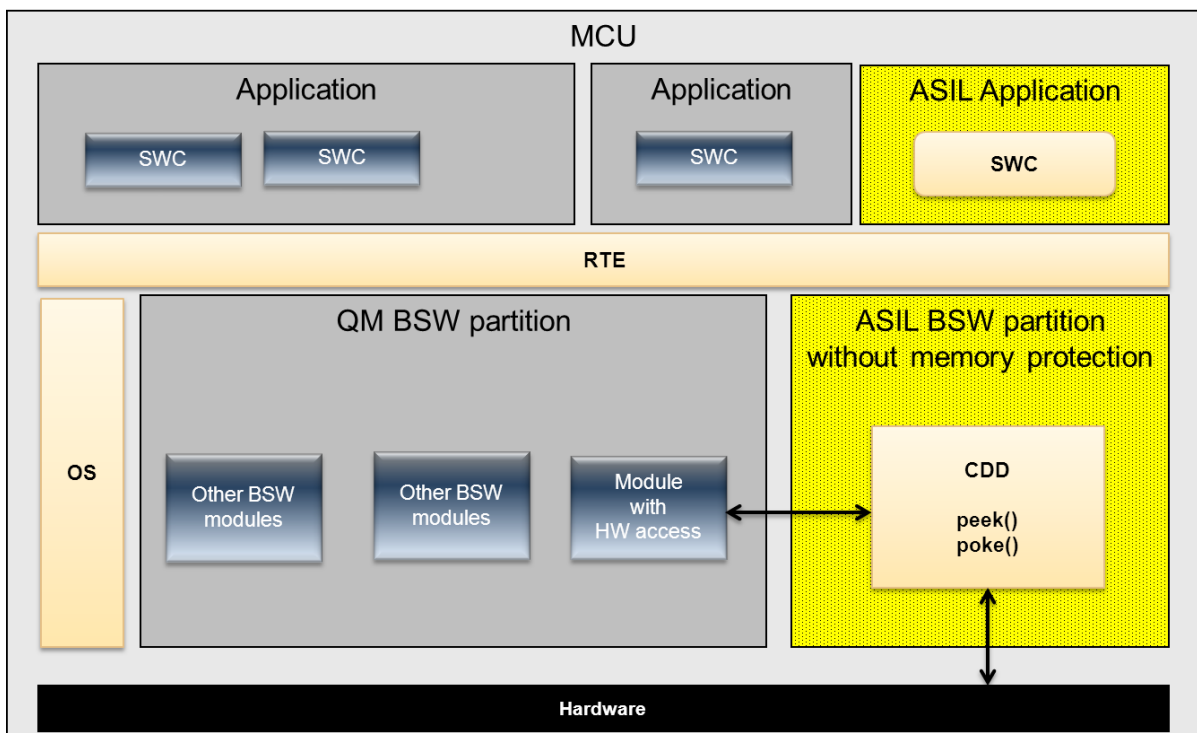 MCU
Application
SWC
SWC
Application
SWC
ASIL Application
SWC
RTE
OS
QM BSW partition
Other BSW
modules
Other BSW
modules
Module
with
HW access
ASIL BSW partition
without memory protection
CDD
peek()
poke()
Hardware